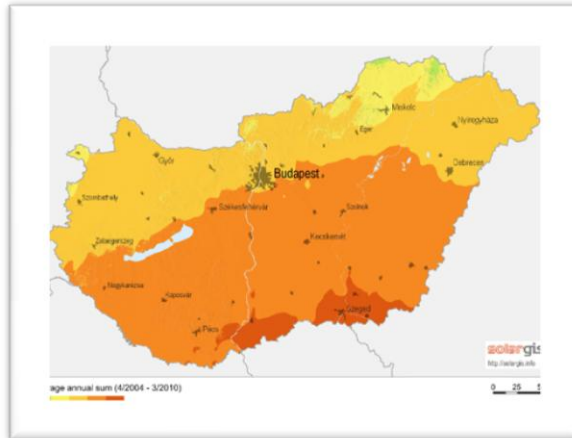 Miskolc
Nyíregyháza
Eger
Győr
Debrecen
Budapest
Szombathely
Székesfehérvár
Szolnok
Zalaegerszeg
Kecskemét
Nagykanizsa
Kaposvár
Szeged
Pécs
solargis
http://solargis.info
age annual sum (4/2004 - 3/2010)
0 25